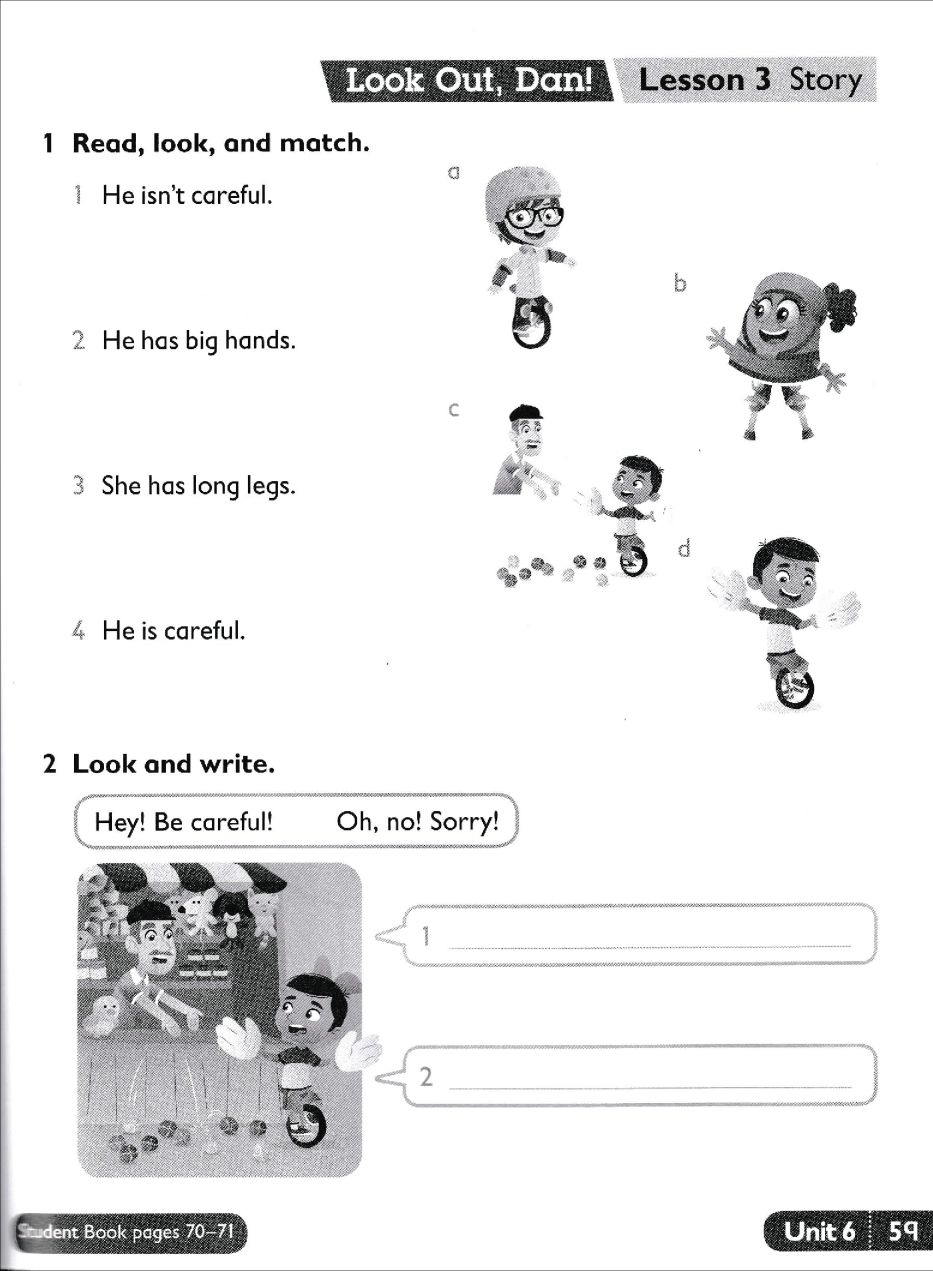 Look Out, Dan! Lesson 3 Story
1 Read, look, and match.
1 He isn't careful.
a
b
2 He has big hands.
c
3 She has long legs.
d
4 He is careful.
2 Look and write.
Hey! Be careful! Oh, no! Sorry!
1
2
Student Book pages 70–71
Unit 6 59